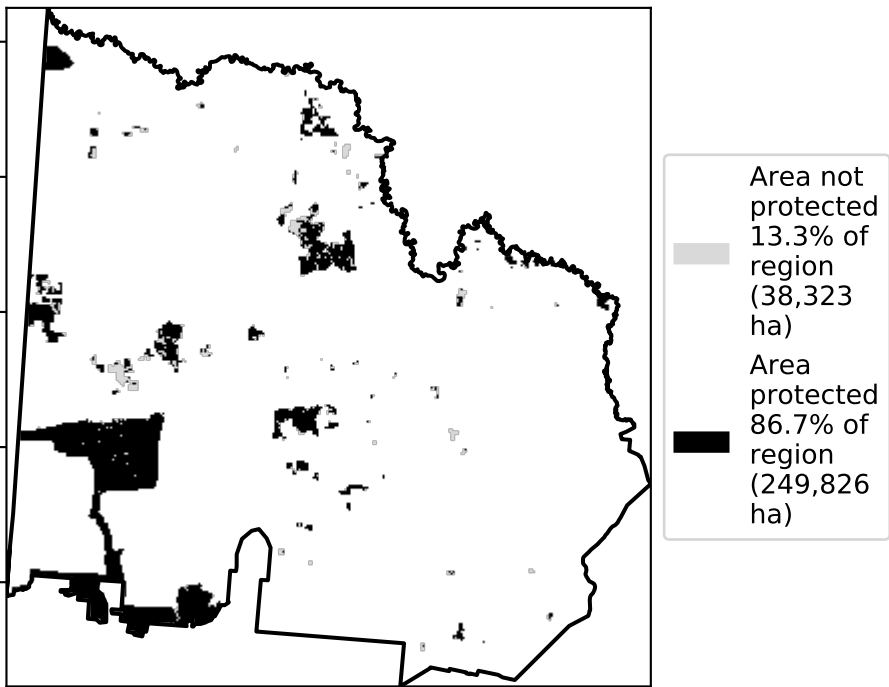 Area not
protected
13.3% of
region
(38,323
ha)
Area
protected
86.7% of
region
(249,826
ha)